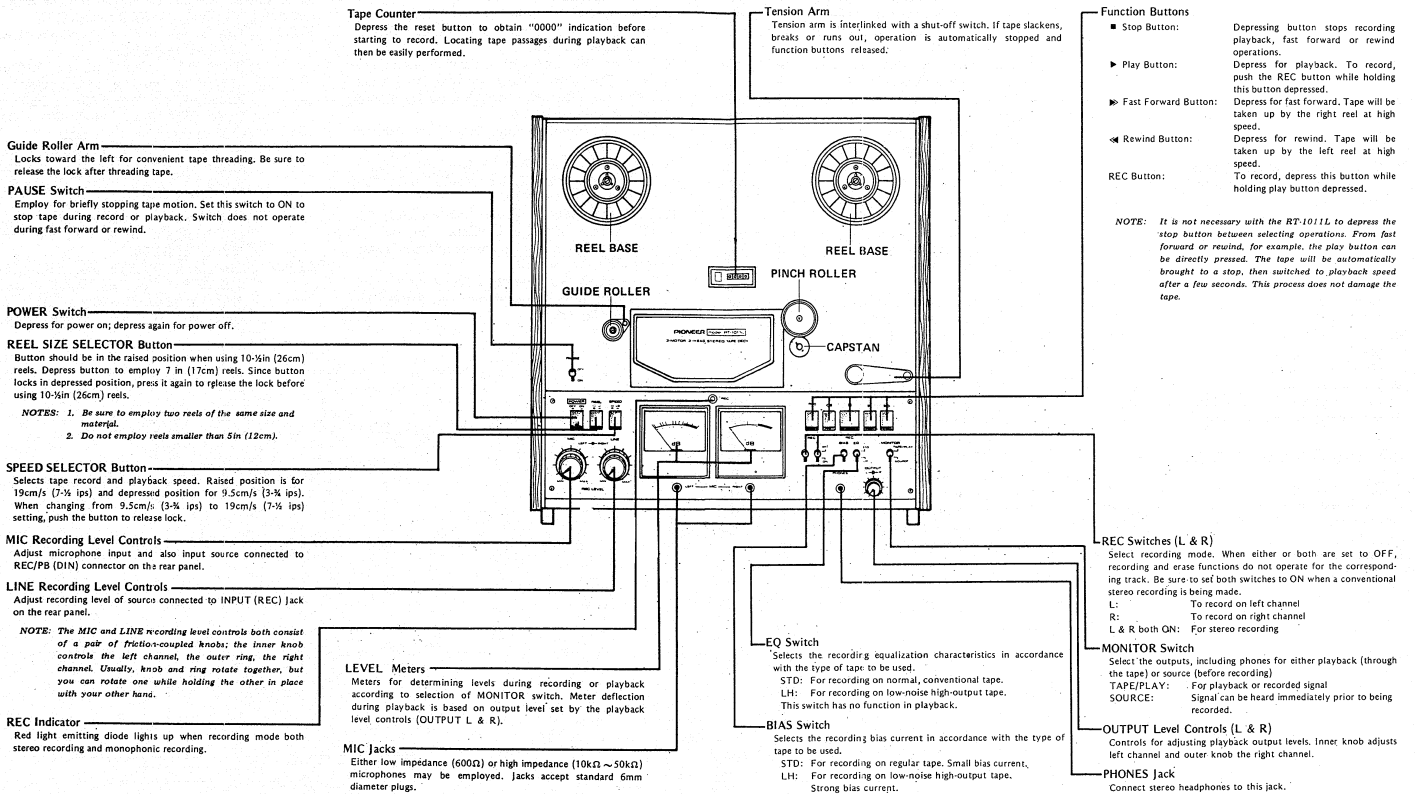 Tape Counter
Depress the reset button to obtain "0000" indication before
starting to record. Locating tape passages during playback can
then be easily performed.
Tension Arm
Tension arm is interlinked with a shut-off switch. If tape slackens,
breaks or runs out, operation is automatically stopped and
function buttons released.
Function Buttons
■ Stop Button: Depressing button stops recording
playback, fast forward or rewind
operations.
▶ Play Button: Depress for playback. To record,
push the REC button while holding
this button depressed.
▶▶ Fast Forward Button: Depress for fast forward. Tape will be
taken up by the right reel at high
speed.
◀◀ Rewind Button: Depress for rewind. Tape will be
taken up by the left reel at high
speed.
REC Button: To record, depress this button while
holding play button depressed.
NOTE: It is not necessary with the RT-1011L to depress the
stop button between selecting operations. From fast
forward or rewind, for example, the play button can
be directly pressed. The tape will be automatically
brought to a stop, then switched to playback speed
after a few seconds. This process does not damage the
tape.
Guide Roller Arm
Locks toward the left for convenient tape threading. Be sure to
release the lock after threading tape.
PAUSE Switch
Employ for briefly stopping tape motion. Set this switch to ON to
stop tape during record or playback. Switch does not operate
during fast forward or rewind.
POWER Switch
Depress for power on; depress again for power off.
REEL SIZE SELECTOR Button
Button should be in the raised position when using 10-½in (26cm)
reels. Depress button to employ 7 in (17cm) reels. Since button
locks in depressed position, press it again to release the lock before
using 10-½in (26cm) reels.
NOTES: 1. Be sure to employ two reels of the same size and
material.
2. Do not employ reels smaller than 5in (12cm).
SPEED SELECTOR Button
Selects tape record and playback speed. Raised position is for
19cm/s (7-½ ips) and depressed position for 9.5cm/s (3-¾ ips).
When changing from 9.5cm/s (3-¾ ips) to 19cm/s (7-½ ips)
setting, push the button to release lock.
MIC Recording Level Controls
Adjust microphone input and also input source connected to
REC/PB (DIN) connector on the rear panel.
LINE Recording Level Controls
Adjust recording level of source connected to INPUT (REC) Jack
on the rear panel.
NOTE: The MIC and LINE recording level controls both consist
of a pair of friction-coupled knobs; the inner knob
controls the left channel, the outer ring, the right
channel. Usually, knob and ring rotate together, but
you can rotate one while holding the other in place
with your other hand.
REC Indicator
Red light emitting diode lights up when recording mode both
stereo recording and monophonic recording.
REEL BASE
REEL BASE
PINCH ROLLER
GUIDE ROLLER
PIONEER
CAPSTAN
OFF
ON
POWER
SPEED
REC
MIC
LINE
LEFT
RIGHT
dB
dB
REC LEVEL
LEFT MIC RIGHT
REC
BIAS EQ
MONITOR
OUTPUT
PHONES
LEVEL Meters
Meters for determining levels during recording or playback
according to selection of MONITOR switch. Meter deflection
during playback is based on output level set by the playback
level controls (OUTPUT L & R).
MIC Jacks
Either low impedance (600Ω) or high impedance (10kΩ ~ 50kΩ)
microphones may be employed. Jacks accept standard 6mm
diameter plugs.
EQ Switch
Selects the recording equalization characteristics in accordance
with the type of tape to be used.
STD: For recording on normal, conventional tape.
LH: For recording on low-noise high-output tape.
This switch has no function in playback.
BIAS Switch
Selects the recording bias current in accordance with the type of
tape to be used.
STD: For recording on regular tape. Small bias current.
LH: For recording on low-noise high-output tape.
Strong bias current.
REC Switches (L & R)
Select recording mode. When either or both are set to OFF,
recording and erase functions do not operate for the correspond-
ing track. Be sure to set both switches to ON when a conventional
stereo recording is being made.
L: To record on left channel
R: To record on right channel
L & R both ON: For stereo recording
MONITOR Switch
Select the outputs, including phones for either playback (through
the tape) or source (before recording)
TAPE/PLAY: For playback or recorded signal
SOURCE: Signal can be heard immediately prior to being
recorded.
OUTPUT Level Controls (L & R)
Controls for adjusting playback output levels. Inner knob adjusts
left channel and outer knob the right channel.
PHONES Jack
Connect stereo headphones to this jack.